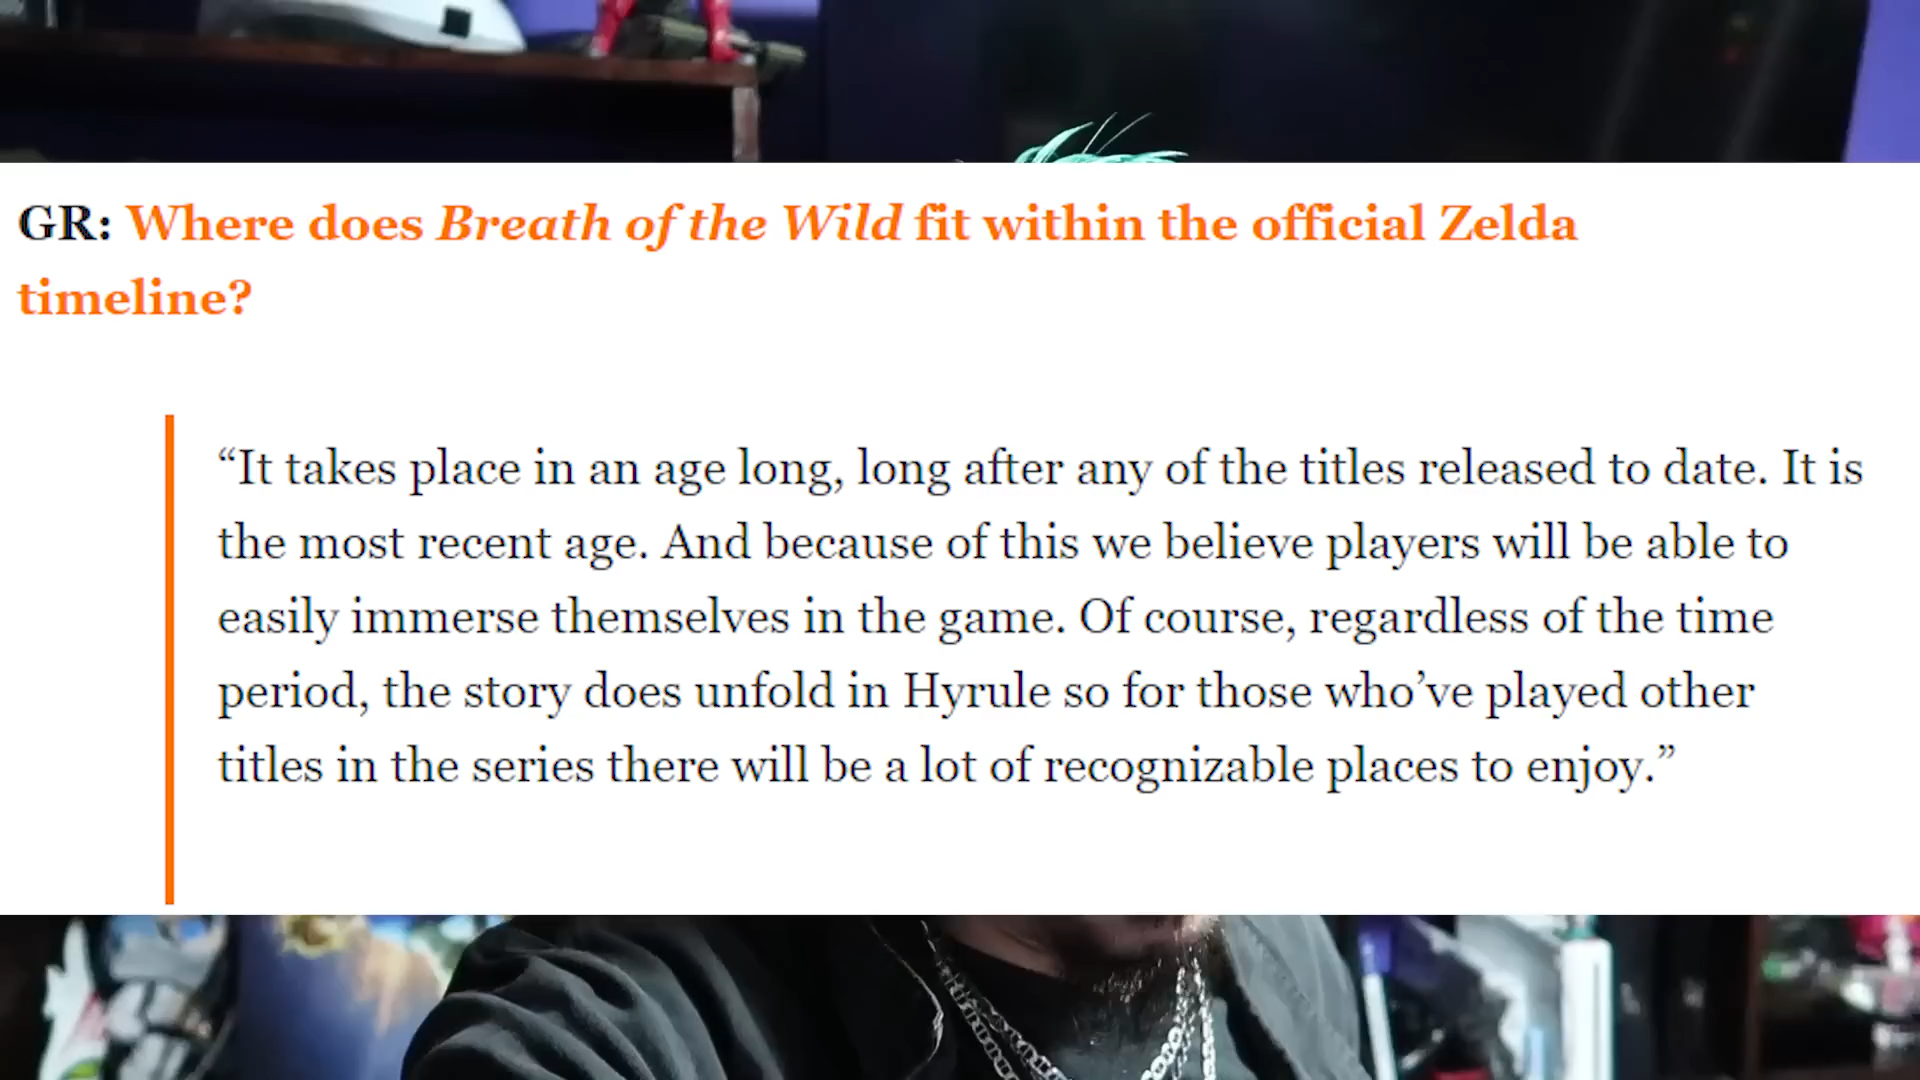 GR: Where does Breath of the Wild fit within the official Zelda
timeline?
“It takes place in an age long, long after any of the titles released to date. It is
the most recent age. And because of this we believe players will be able to
easily immerse themselves in the game. Of course, regardless of the time
period, the story does unfold in Hyrule so for those who’ve played other
titles in the series there will be a lot of recognizable places to enjoy.”